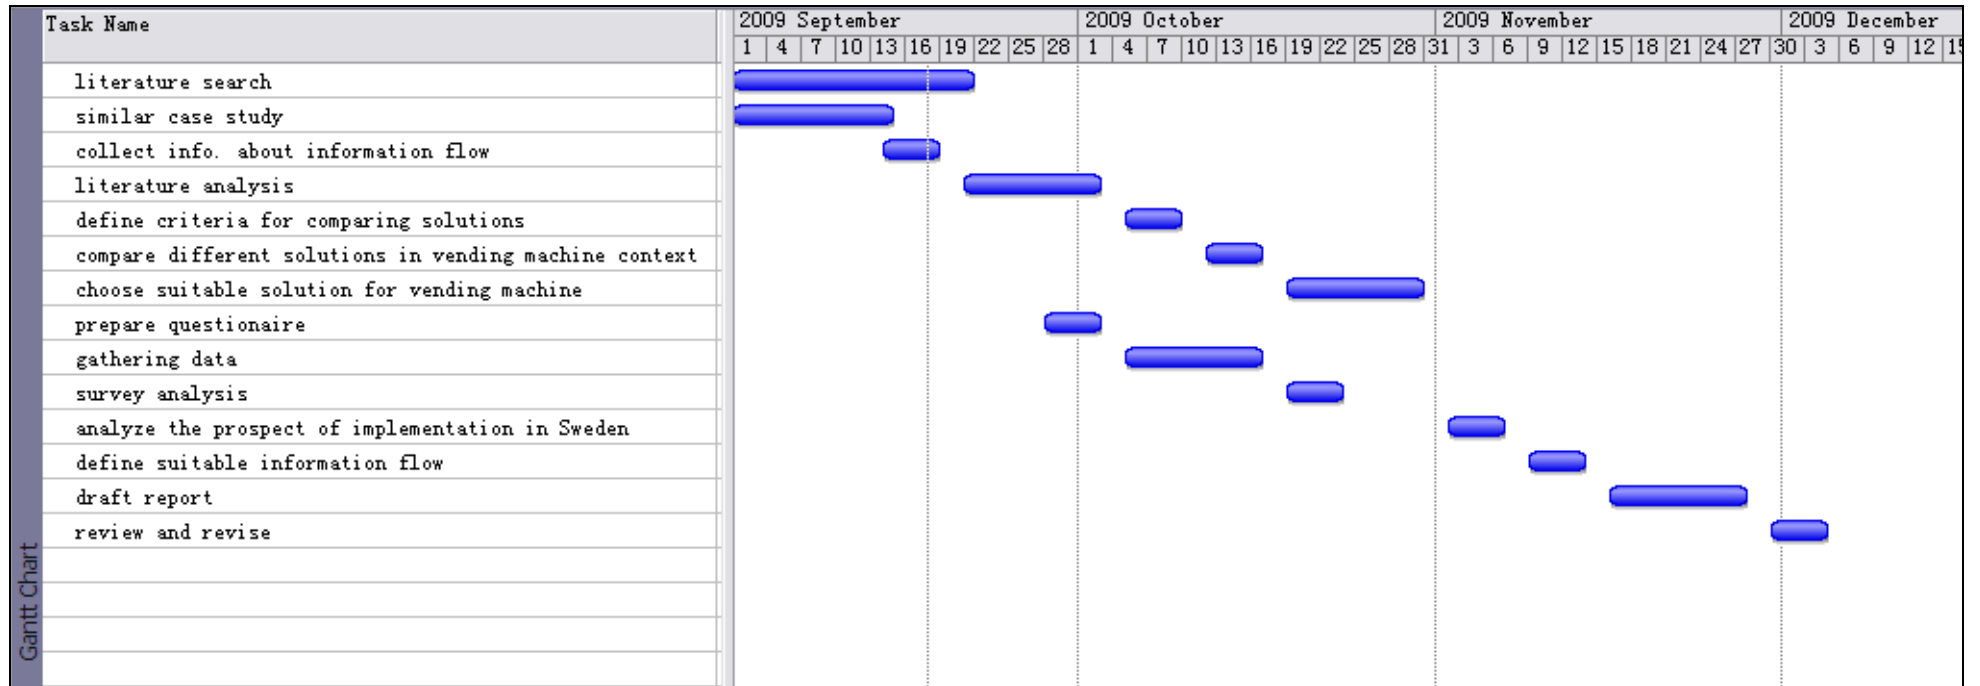 Task Name
2009 September 2009 October 2009 November 2009 December
1 4 7 10 13 16 19 22 25 28 1 4 7 10 13 16 19 22 25 28 31 3 6 9 12 15 18 21 24 27 30 3 6 9 12 15
literature search
similar case study
collect info. about information flow
literature analysis
define criteria for comparing solutions
compare different solutions in vending machine context
choose suitable solution for vending machine
prepare questionaire
gathering data
survey analysis
analyze the prospect of implementation in Sweden
define suitable information flow
draft report
review and revise
Gantt Chart